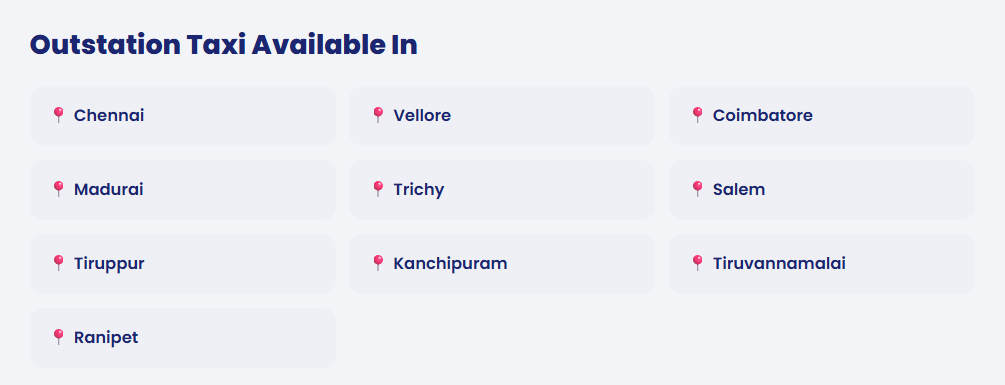 Outstation Taxi Available In
Chennai
Vellore
Coimbatore
Madurai
Trichy
Salem
Tiruppur
Kanchipuram
Tiruvannamalai
Ranipet